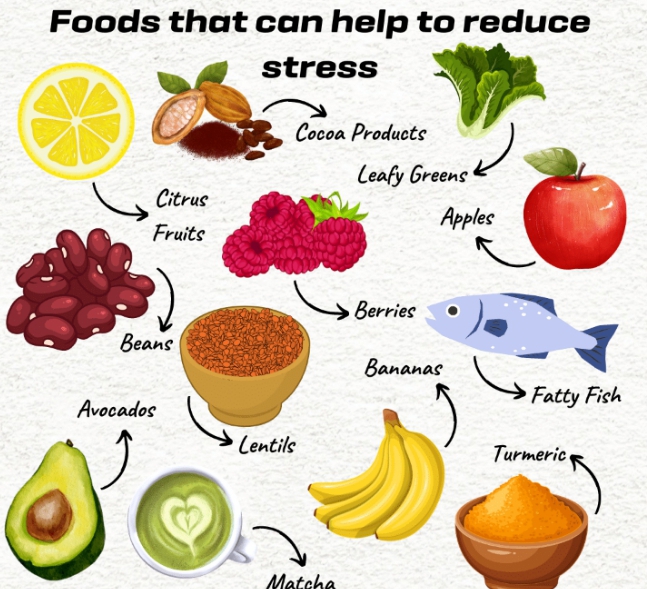 Foods that can help to reduce
stress
Cocoa Products
Leafy Greens
Citrus
Fruits
Apples
Berries
Beans
Bananas
Fatty Fish
Avocados
Lentils
Turmeric
Matcha